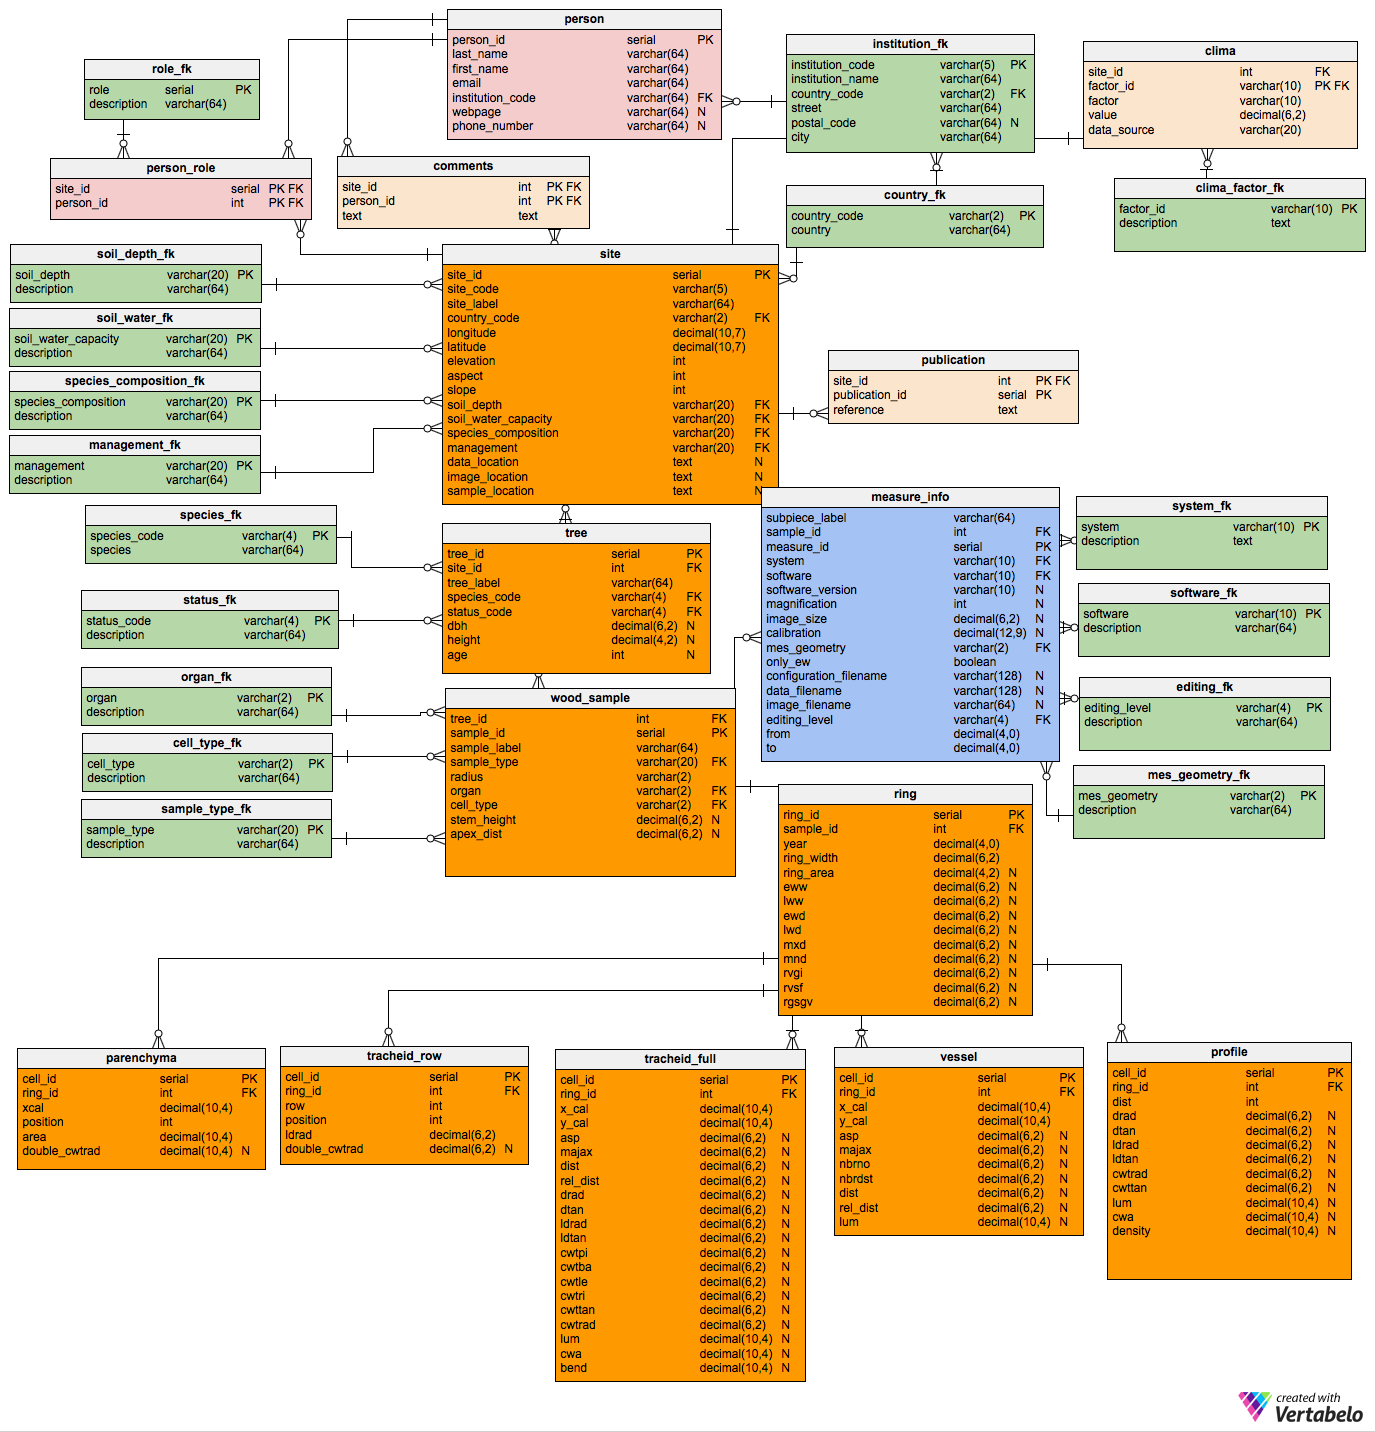 person
person_id serial PK
last_name varchar(64)
first_name varchar(64)
email varchar(64)
institution_code varchar(64) FK
webpage varchar(64) N
phone_number varchar(64) N
institution_fk
institution_code varchar(5) PK
institution_name varchar(64)
country_code varchar(2) FK
street varchar(64)
postal_code varchar(64) N
city varchar(64)
clima
site_id int FK
factor_id varchar(10) PK FK
factor varchar(10)
value decimal(6,2)
data_source varchar(20)
role_fk
role serial PK
description varchar(64)
person_role
site_id serial PK FK
person_id int PK FK
comments
site_id int PK FK
person_id int PK FK
text text
country_fk
country_code varchar(2) PK
country varchar(64)
clima_factor_fk
factor_id varchar(10) PK
description text
soil_depth_fk
soil_depth varchar(20) PK
description varchar(64)
soil_water_fk
soil_water_capacity varchar(20) PK
description varchar(64)
species_composition_fk
species_composition varchar(20) PK
description varchar(64)
management_fk
management varchar(20) PK
description varchar(64)
site
site_id serial PK
site_code varchar(5)
site_label varchar(64)
country_code varchar(2) FK
longitude decimal(10,7)
latitude decimal(10,7)
elevation int
aspect int
slope int
soil_depth varchar(20) FK
soil_water_capacity varchar(20) FK
species_composition varchar(20) FK
management varchar(20) FK
data_location text N
image_location text N
sample_location text N
publication
site_id int PK FK
publication_id serial PK
reference text
species_fk
species_code varchar(4) PK
species varchar(64)
status_fk
status_code varchar(4) PK
description varchar(64)
organ_fk
organ varchar(2) PK
description varchar(64)
cell_type_fk
cell_type varchar(2) PK
description varchar(64)
sample_type_fk
sample_type varchar(20) PK
description varchar(64)
tree
tree_id serial PK
site_id int FK
tree_label varchar(64)
species_code varchar(4) FK
status_code varchar(4) FK
dbh decimal(6,2) N
height decimal(4,2) N
age int N
wood_sample
tree_id int FK
sample_id serial PK
sample_label varchar(64)
sample_type varchar(20) FK
radius varchar(2)
organ varchar(2) FK
cell_type varchar(2) FK
stem_height decimal(6,2) N
apex_dist decimal(6,2) N
measure_info
subpiece_label varchar(64)
sample_id int FK
measure_id serial PK
system varchar(10) FK
software varchar(10) FK
software_version varchar(10) N
magnification int N
image_size decimal(6,2) N
calibration decimal(12,9) N
mes_geometry varchar(2) FK
only_ew boolean
configuration_filename varchar(128) N
data_filename varchar(128) N
image_filename varchar(64) N
editing_level varchar(4) FK
from decimal(4,0)
to decimal(4,0)
system_fk
system varchar(10) PK
description text
software_fk
software varchar(10) PK
description varchar(64)
editing_fk
editing_level varchar(4) PK
description varchar(64)
mes_geometry_fk
mes_geometry varchar(2) PK
description varchar(64)
ring
ring_id serial PK
sample_id int FK
year decimal(4,0)
ring_width decimal(6,2)
ring_area decimal(4,2) N
eww decimal(6,2) N
lww decimal(6,2) N
ewd decimal(6,2) N
lwd decimal(6,2) N
mxd decimal(6,2) N
mnd decimal(6,2) N
rvgi decimal(6,2) N
rvsf decimal(6,2) N
rgsgv decimal(6,2) N
parenchyma
cell_id serial PK
ring_id int FK
xcal decimal(10,4)
position int
area decimal(10,4)
double_cwtrad decimal(10,4) N
tracheid_row
cell_id serial PK
ring_id int FK
row int
position int
ldrad decimal(6,2)
double_cwtrad decimal(6,2) N
tracheid_full
cell_id serial PK
ring_id int FK
x_cal decimal(10,4)
y_cal decimal(10,4)
asp decimal(6,2) N
majax decimal(6,2) N
dist decimal(6,2) N
rel_dist decimal(6,2) N
drad decimal(6,2) N
dtan decimal(6,2) N
ldrad decimal(6,2) N
ldtan decimal(6,2) N
cwtpi decimal(6,2) N
cwtba decimal(6,2) N
cwtle decimal(6,2) N
cwtri decimal(6,2) N
cwttan decimal(6,2) N
cwtrad decimal(6,2) N
lum decimal(10,4) N
cwa decimal(10,4) N
bend decimal(10,4) N
vessel
cell_id serial PK
ring_id int FK
x_cal decimal(10,4)
y_cal decimal(10,4)
asp decimal(6,2) N
majax decimal(6,2) N
nbrno decimal(6,2) N
nbrdst decimal(6,2) N
dist decimal(6,2) N
rel_dist decimal(6,2) N
lum decimal(10,4) N
profile
cell_id serial PK
ring_id int FK
dist int
drad decimal(6,2) N
dtan decimal(6,2) N
ldrad decimal(6,2) N
ldtan decimal(6,2) N
cwtrad decimal(6,2) N
cwttan decimal(6,2) N
lum decimal(10,4) N
cwa decimal(10,4) N
density decimal(10,4) N
created with
Vertabelo